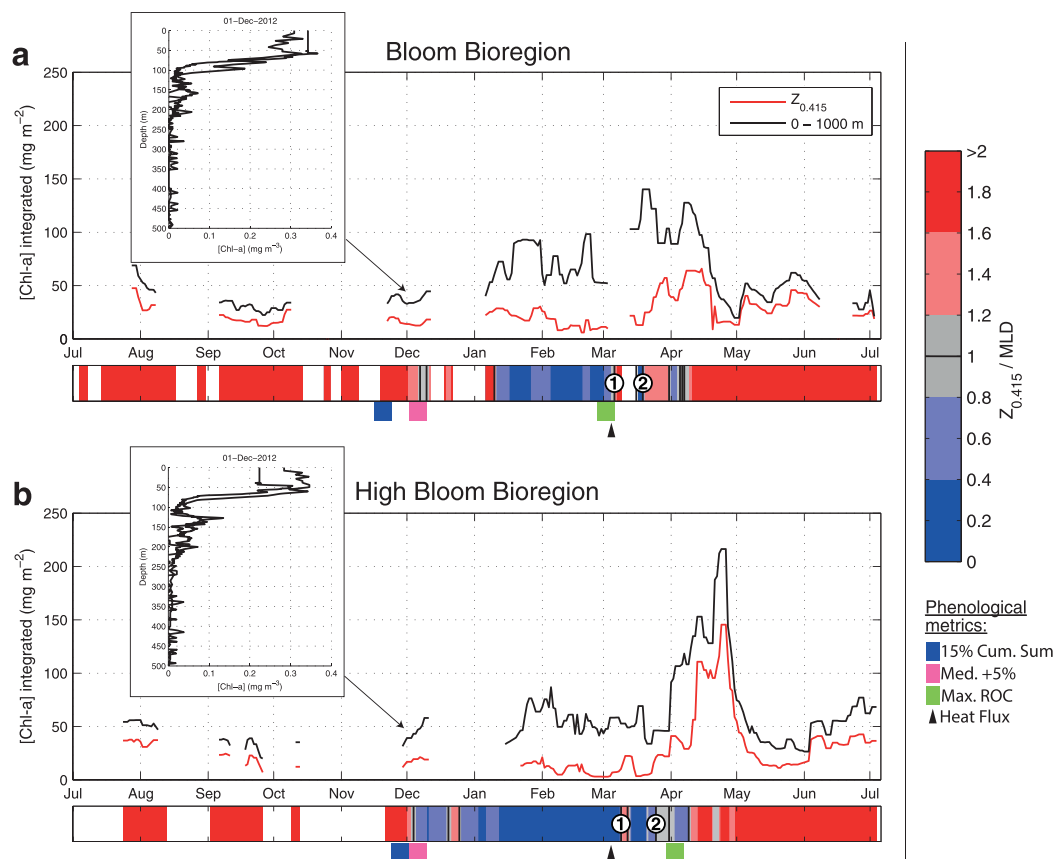 a
Bloom Bioregion
01-Dec-2012
0
50
100
150
200
250
300
350
400
450
500
Depth (m)
0 0.1 0.2 0.3 0.4
[Chl-a] (mg m⁻³)
Z0.415
0 – 1000 m
250
200
150
100
50
0
[Chl-a] integrated (mg m⁻²)
Jul Aug Sep Oct Nov Dec Jan Feb Mar Apr May Jun Jul
1 2
b
High Bloom Bioregion
01-Dec-2012
0
50
100
150
200
250
300
350
400
450
500
Depth (m)
0 0.1 0.2 0.3 0.4
[Chl-a] (mg m⁻³)
250
200
150
100
50
0
[Chl-a] integrated (mg m⁻²)
Jul Aug Sep Oct Nov Dec Jan Feb Mar Apr May Jun Jul
1 2
>2
1.8
1.6
1.4
1.2
1
0.8
0.6
0.4
0.2
0
Z0.415 / MLD
Phenological
metrics:
15% Cum. Sum
Med. +5%
Max. ROC
Heat Flux